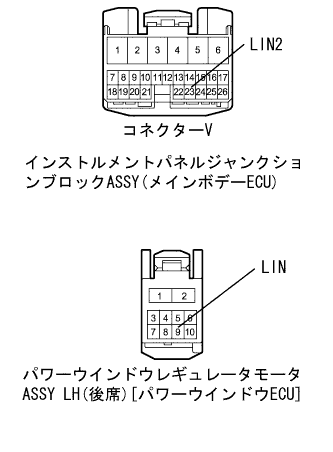 1 2 3 4 5 6
LIN2
7 8 9 10 11 12 13 14 15 16 17
18 19 20 21 22 23 24 25 26
コネクターV
インストルメントパネルジャンクショ
ンブロックASSY(メインボデーECU)
LIN
1 2
3 4 5 6
7 8 9 10
パワーウインドウレギュレータモータ
ASSY LH(後席)[パワーウインドウECU]